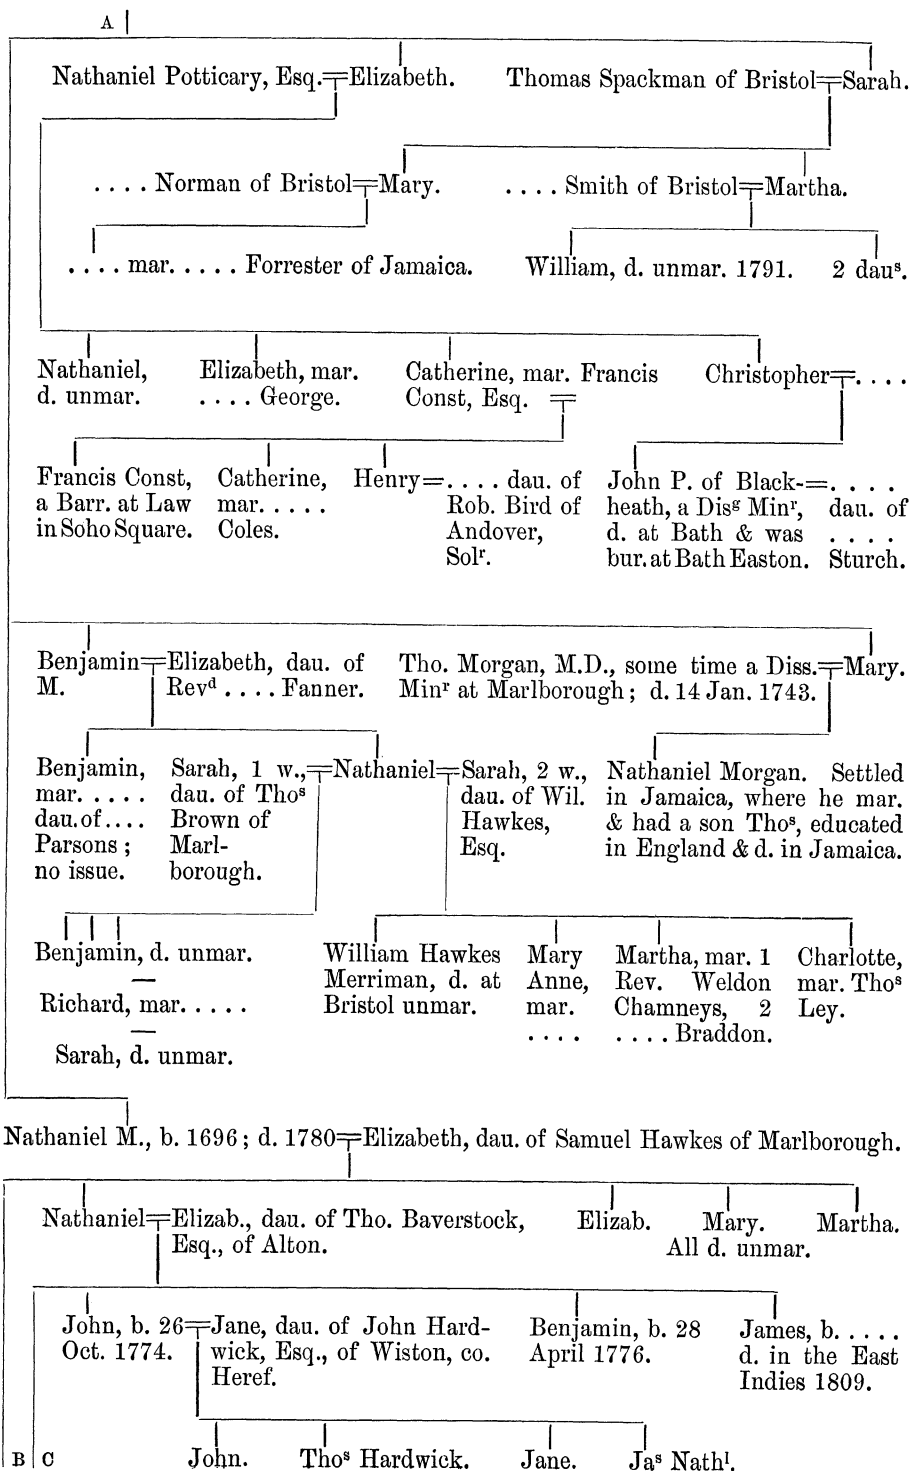 A
Nathaniel Potticary, Esq.=Elizabeth. Thomas Spackman of Bristol=Sarah.
. . . . Norman of Bristol=Mary. . . . . Smith of Bristol=Martha.
. . . . mar. . . . . Forrester of Jamaica. William, d. unmar. 1791. 2 dauˢ.
Nathaniel, Elizabeth, mar. Catherine, mar. Francis Christopher=. . . .
d. unmar. . . . . George. Const, Esq. =
Francis Const, Catherine, Henry=. . . . dau. of John P. of Black-=. . . .
a Barr. at Law mar. . . . . Rob. Bird of heath, a Disᵍ Minʳ, dau. of
in Soho Square. Coles. Andover, d. at Bath & was . . . .
Solʳ. bur. at Bath Easton. Sturch.
Benjamin=Elizabeth, dau. of Tho. Morgan, M.D., some time a Diss.=Mary.
M. Revᵈ . . . . Fanner. Minʳ at Marlborough; d. 14 Jan. 1743.
Benjamin, Sarah, 1 w.,=Nathaniel=Sarah, 2 w., Nathaniel Morgan. Settled
mar. . . . . dau. of Thoˢ dau. of Wil. in Jamaica, where he mar.
dau. of . . . . Brown of Hawkes, & had a son Thoˢ, educated
Parsons; Marl- Esq. in England & d. in Jamaica.
no issue. borough.
Benjamin, d. unmar. William Hawkes Mary Martha, mar. 1 Charlotte,
— Merriman, d. at Anne, Rev. Weldon mar. Thoˢ
Richard, mar. . . . . Bristol unmar. mar. Chamneys, 2 Ley.
— . . . . . . . . Braddon.
Sarah, d. unmar.
Nathaniel M., b. 1696; d. 1780=Elizabeth, dau. of Samuel Hawkes of Marlborough.
Nathaniel=Elizab., dau. of Tho. Baverstock, Elizab. Mary. Martha.
Esq., of Alton. All d. unmar.
John, b. 26=Jane, dau. of John Hard- Benjamin, b. 28 James, b. . . . .
Oct. 1774. wick, Esq., of Wiston, co. April 1776. d. in the East
Heref. Indies 1809.
B C John. Thoˢ Hardwick. Jane. Jaˢ Nathˡ.